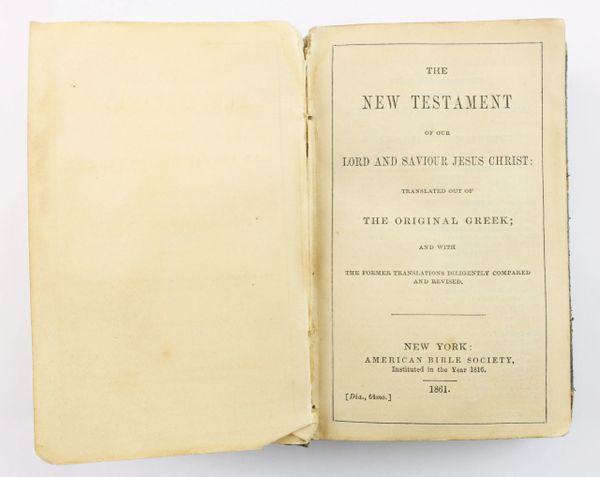 THE
NEW TESTAMENT
OF OUR
LORD AND SAVIOUR JESUS CHRIST:
TRANSLATED OUT OF
THE ORIGINAL GREEK;
AND WITH
THE FORMER TRANSLATIONS DILIGENTLY COMPARED
AND REVISED.
NEW YORK:
AMERICAN BIBLE SOCIETY,
Instituted in the Year 1816.
1861.
[Dia., 64mo.]